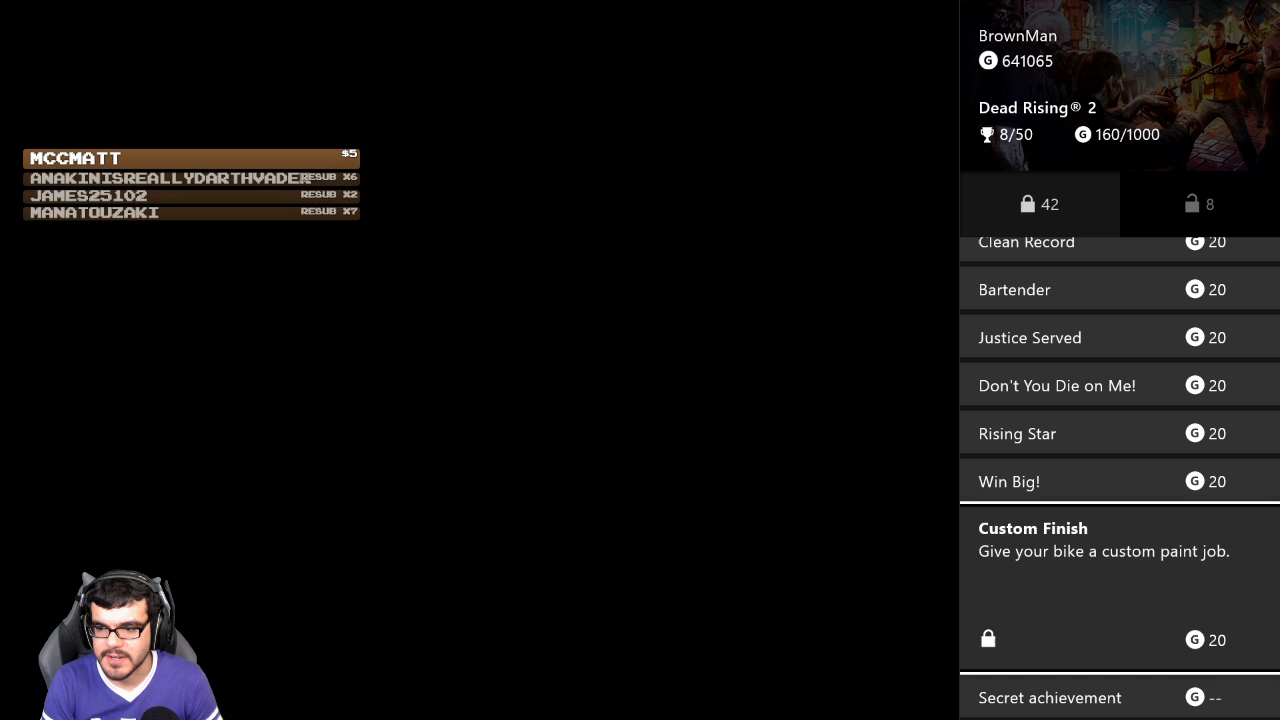 BrownMan
G 641065
Dead Rising® 2
8/50 G 160/1000
42 8
Clean Record G 20
Bartender G 20
Justice Served G 20
Don't You Die on Me! G 20
Rising Star G 20
Win Big! G 20
Custom Finish
Give your bike a custom paint job.
G 20
Secret achievement G --
MCCMATT $5
ANAKINISREALLYDARTHVADER RESUB X6
JAMES25102 RESUB X2
MANATOUZAKI RESUB X7